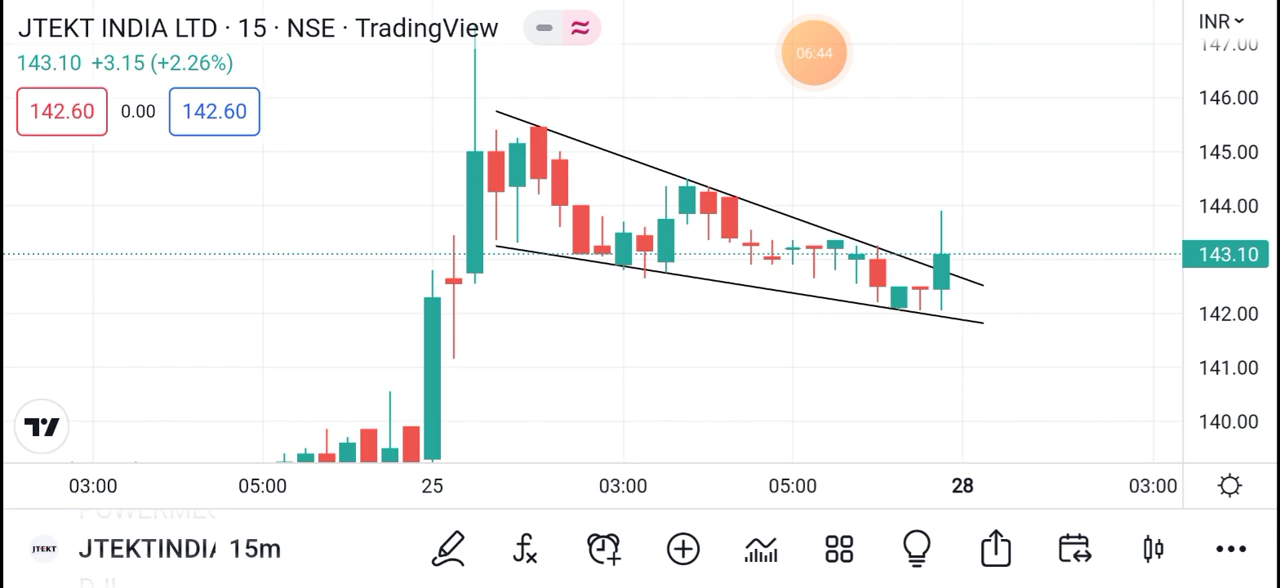 JTEKT INDIA LTD · 15 · NSE · TradingView
INR
147.00
06:44
143.10 +3.15 (+2.26%)
142.60 0.00 142.60
146.00
145.00
144.00
143.10
142.00
141.00
140.00
03:00 05:00 25 03:00 05:00 28 03:00
JTEKT JTEKTINDIA 15m